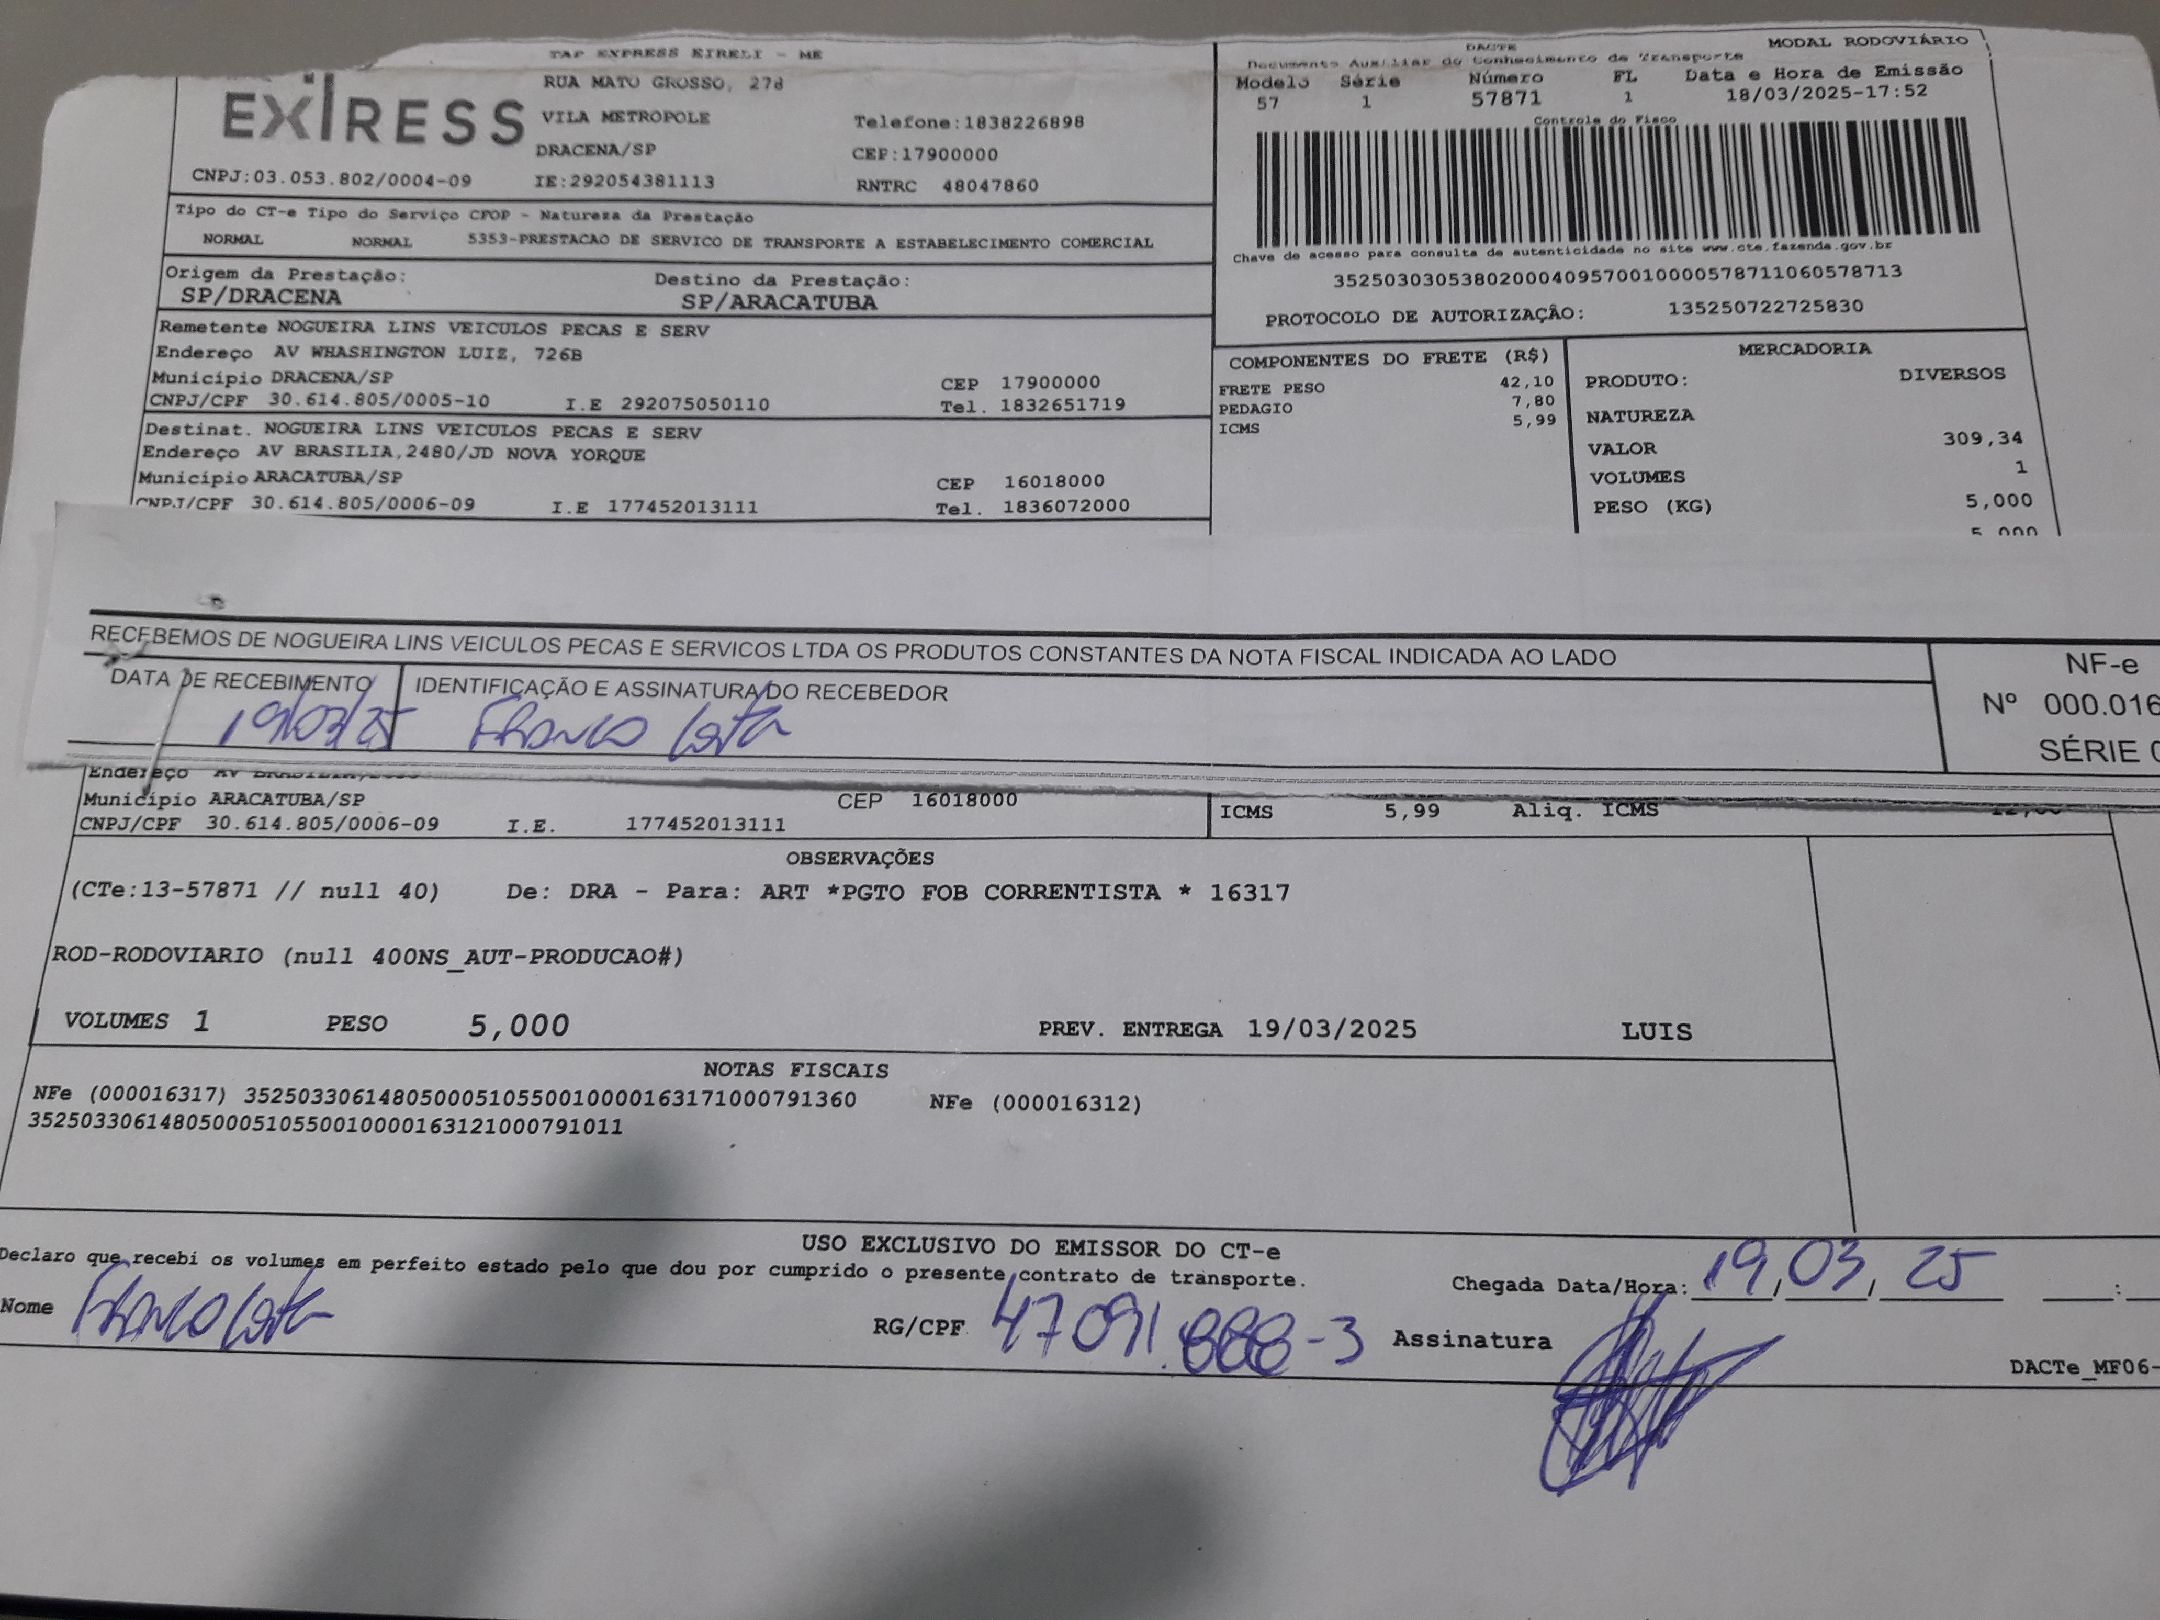 TAP EXPRESS EIRELI - ME
EXPRESS
RUA MATO GROSSO, 278
VILA METROPOLE Telefone:1838226898
DRACENA/SP CEP:17900000
CNPJ:03.053.802/0004-09 IE:292054381113 RNTRC 48047860
Tipo do CT-e Tipo do Serviço CFOP - Natureza da Prestação
NORMAL NORMAL 5353-PRESTACAO DE SERVICO DE TRANSPORTE A ESTABELECIMENTO COMERCIAL
Origem da Prestação: Destino da Prestação:
SP/DRACENA SP/ARACATUBA
Remetente NOGUEIRA LINS VEICULOS PECAS E SERV
Endereço AV WHASHINGTON LUIZ, 726B
Município DRACENA/SP CEP 17900000
CNPJ/CPF 30.614.805/0005-10 I.E 292075050110 Tel. 1832651719
Destinat. NOGUEIRA LINS VEICULOS PECAS E SERV
Endereço AV BRASILIA,2480/JD NOVA YORQUE
Município ARACATUBA/SP CEP 16018000
CNPJ/CPF 30.614.805/0006-09 I.E 177452013111 Tel. 1836072000
DACTE MODAL RODOVIÁRIO
Documento Auxiliar do Conhecimento de Transporte
Modelo Série Número FL Data e Hora de Emissão
57 1 57871 1 18/03/2025-17:52
Controle do Fisco
Chave de acesso para consulta de autenticidade no site www.cte.fazenda.gov.br
35250303053802000409570010000578711060578713
PROTOCOLO DE AUTORIZAÇÃO: 135250722725830
COMPONENTES DO FRETE (R$)
FRETE PESO 42,10
PEDAGIO 7,80
ICMS 5,99
MERCADORIA
PRODUTO: DIVERSOS
NATUREZA
VALOR 309,34
VOLUMES 1
PESO (KG) 5,000
5,000
RECEBEMOS DE NOGUEIRA LINS VEICULOS PECAS E SERVICOS LTDA OS PRODUTOS CONSTANTES DA NOTA FISCAL INDICADA AO LADO
DATA DE RECEBIMENTO IDENTIFICAÇÃO E ASSINATURA DO RECEBEDOR
19/03/25
NF-e
Nº 000.016
SÉRIE 0
Endereço AV BRASILIA,
Município ARACATUBA/SP CEP 16018000
CNPJ/CPF 30.614.805/0006-09 I.E. 177452013111
ICMS 5,99 Aliq. ICMS 12,00
OBSERVAÇÕES
(CTe:13-57871 // null 40) De: DRA - Para: ART *PGTO FOB CORRENTISTA * 16317
ROD-RODOVIARIO (null 400NS_AUT-PRODUCAO#)
VOLUMES 1 PESO 5,000 PREV. ENTREGA 19/03/2025 LUIS
NOTAS FISCAIS
NFe (000016317) 35250330614805000510550010000163171000791360 NFe (000016312)
35250330614805000510550010000163121000791011
USO EXCLUSIVO DO EMISSOR DO CT-e
Declaro que recebi os volumes em perfeito estado pelo que dou por cumprido o presente contrato de transporte.
Chegada Data/Hora: 19,03,25 :
Nome RG/CPF 47091.888-3 Assinatura
DACTe_MF06-